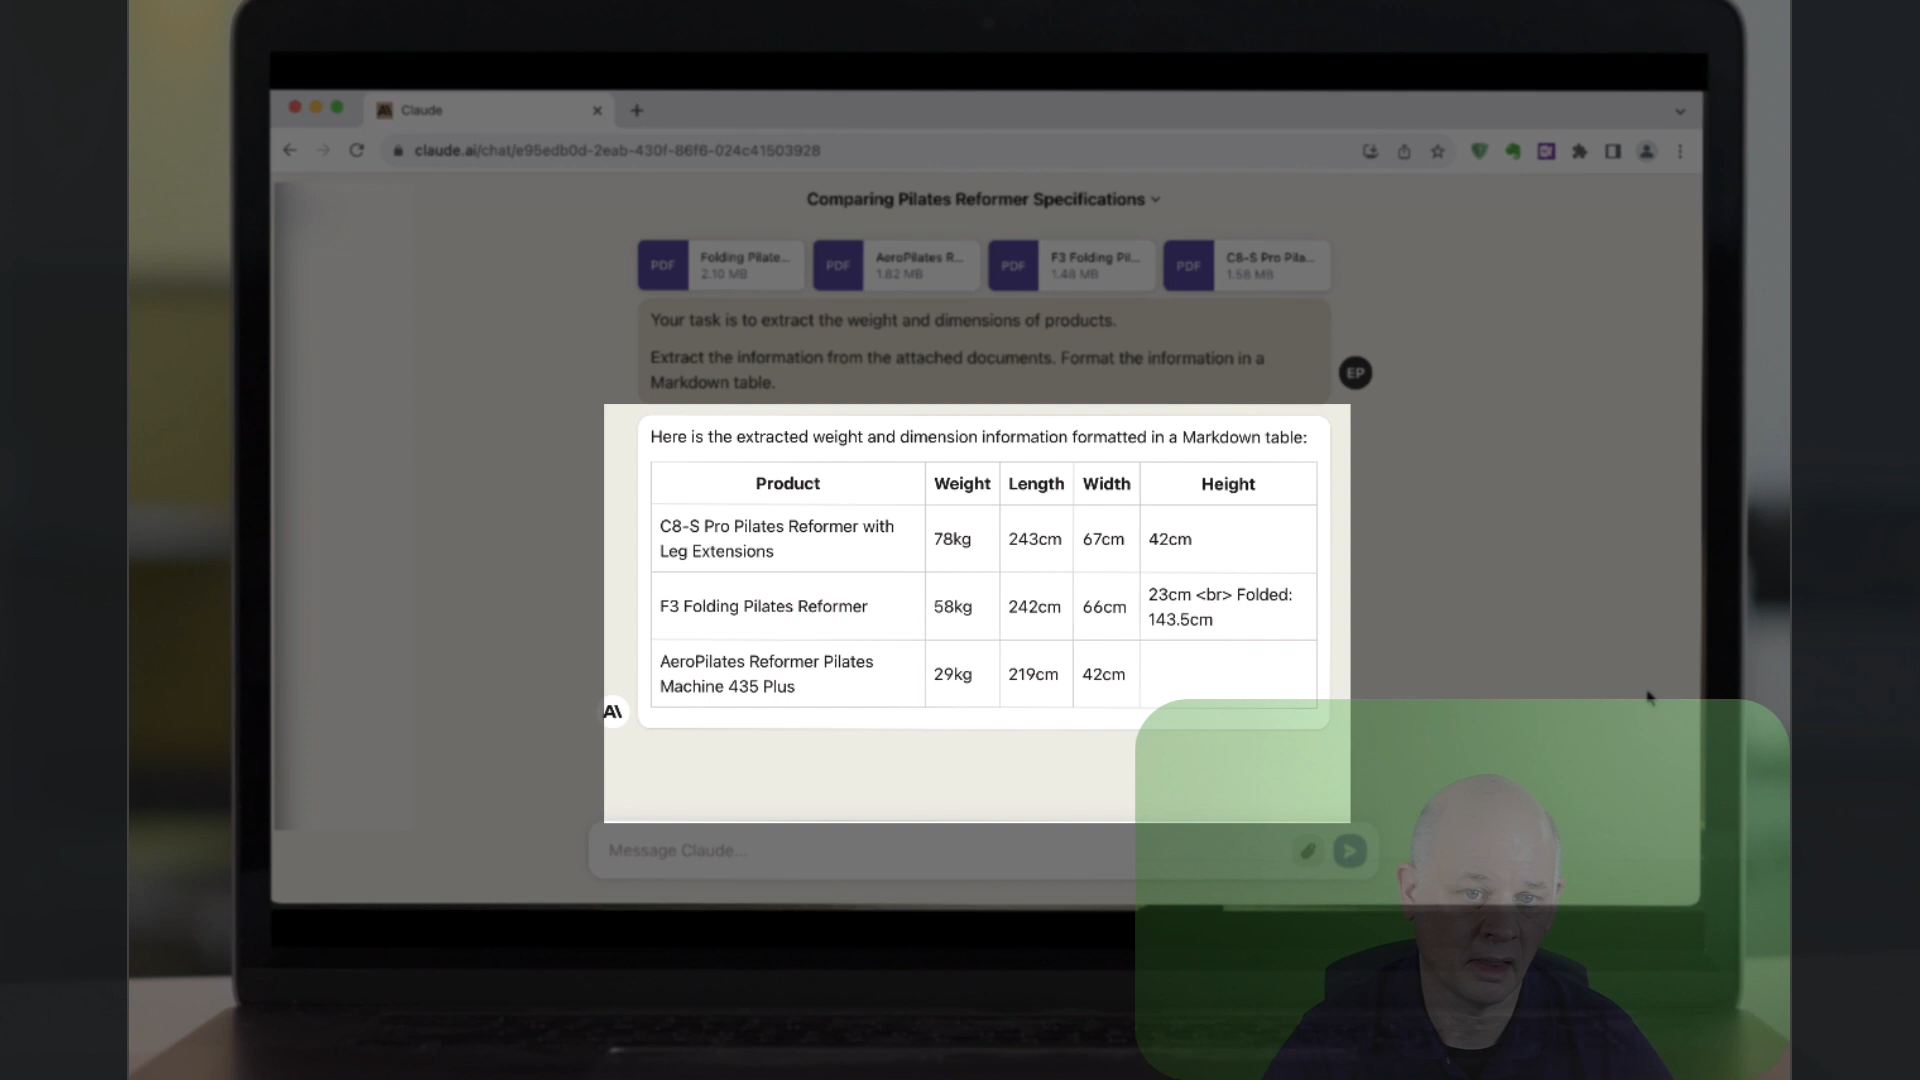 Claude
claude.ai/chat/e95edb0d-2eab-430f-86f6-024c41503928
Comparing Pilates Reformer Specifications
PDF Folding Pilate... 2.10 MB
PDF AeroPilates R... 1.82 MB
PDF F3 Folding Pil... 1.48 MB
PDF C8-S Pro Pila... 1.58 MB
Your task is to extract the weight and dimensions of products.
Extract the information from the attached documents. Format the information in a
Markdown table.
EP
Here is the extracted weight and dimension information formatted in a Markdown table:
Product Weight Length Width Height
C8-S Pro Pilates Reformer with
Leg Extensions
78kg 243cm 67cm 42cm
F3 Folding Pilates Reformer 58kg 242cm 66cm
23cm <br> Folded:
143.5cm
AeroPilates Reformer Pilates
Machine 435 Plus
29kg 219cm 42cm
A\
Message Claude...